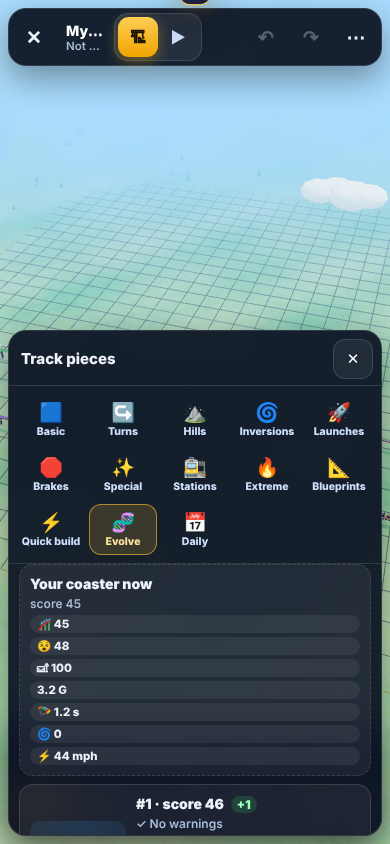 My...
Not ...
Track pieces
Basic
Turns
Hills
Inversions
Launches
Brakes
Special
Stations
Extreme
Blueprints
Quick build
Evolve
Daily
Your coaster now
score 45
45
48
100
3.2 G
1.2 s
0
44 mph
#1 · score 46 +1
✓ No warnings